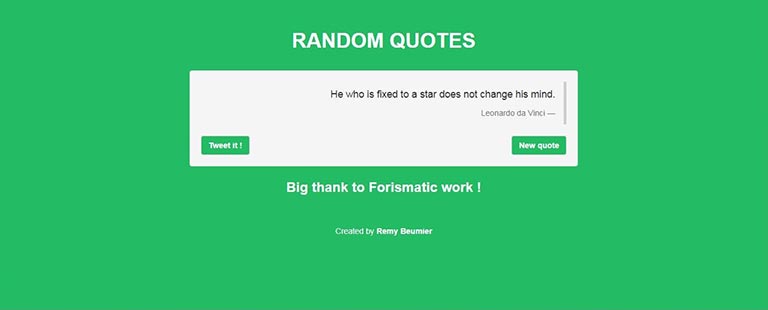 RANDOM QUOTES
He who is fixed to a star does not change his mind.
Leonardo da Vinci —
Tweet it !
New quote
Big thank to Forismatic work !
Created by Remy Beumier